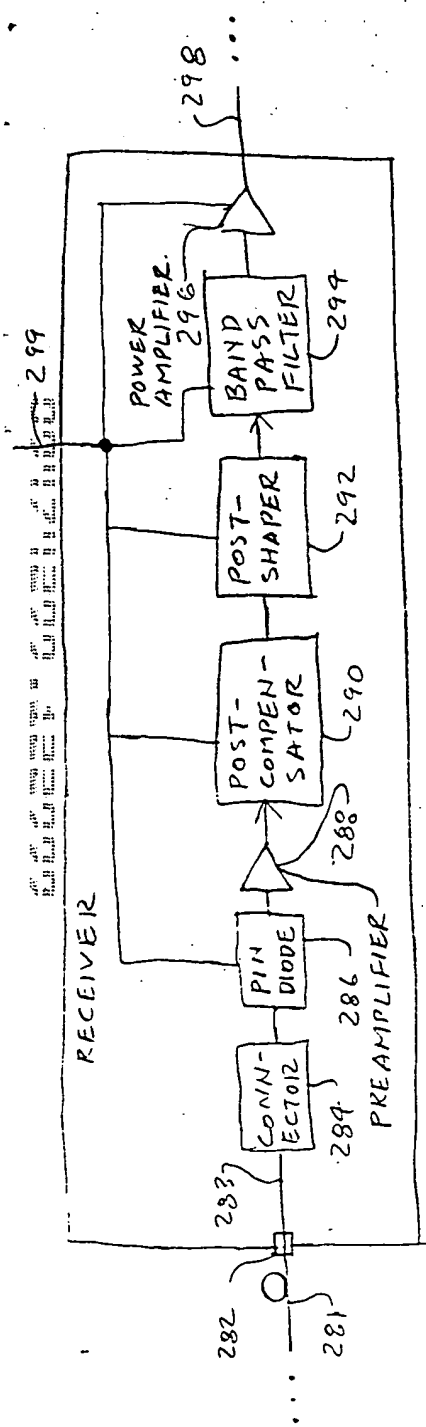 299
RECEIVER
POWER
AMPLIFIER
296
298
...
BAND
PASS
FILTER
294
POST-
SHAPER
292
POST-
COMPEN-
SATOR
290
288
PREAMPLIFIER
PIN
DIODE
286
CONN-
ECTOR
284
283
282
281
...